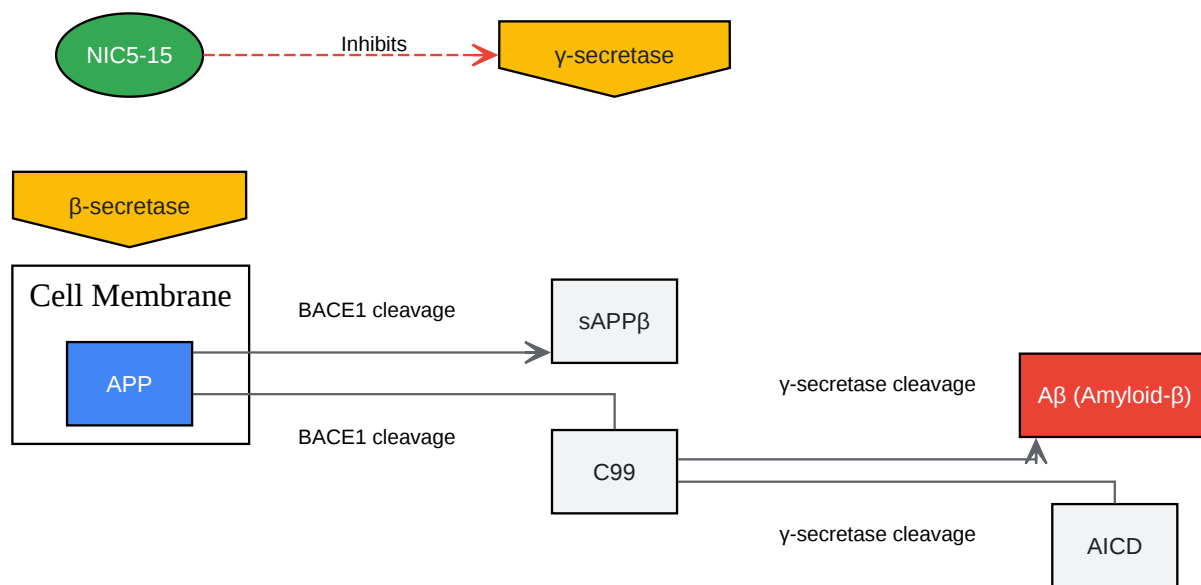 NIC5-15
Inhibits
γ-secretase
β-secretase
Cell Membrane
BACE1 cleavage
sAPPβ
APP
γ-secretase cleavage
Aβ (Amyloid-β)
BACE1 cleavage
C99
γ-secretase cleavage
AICD